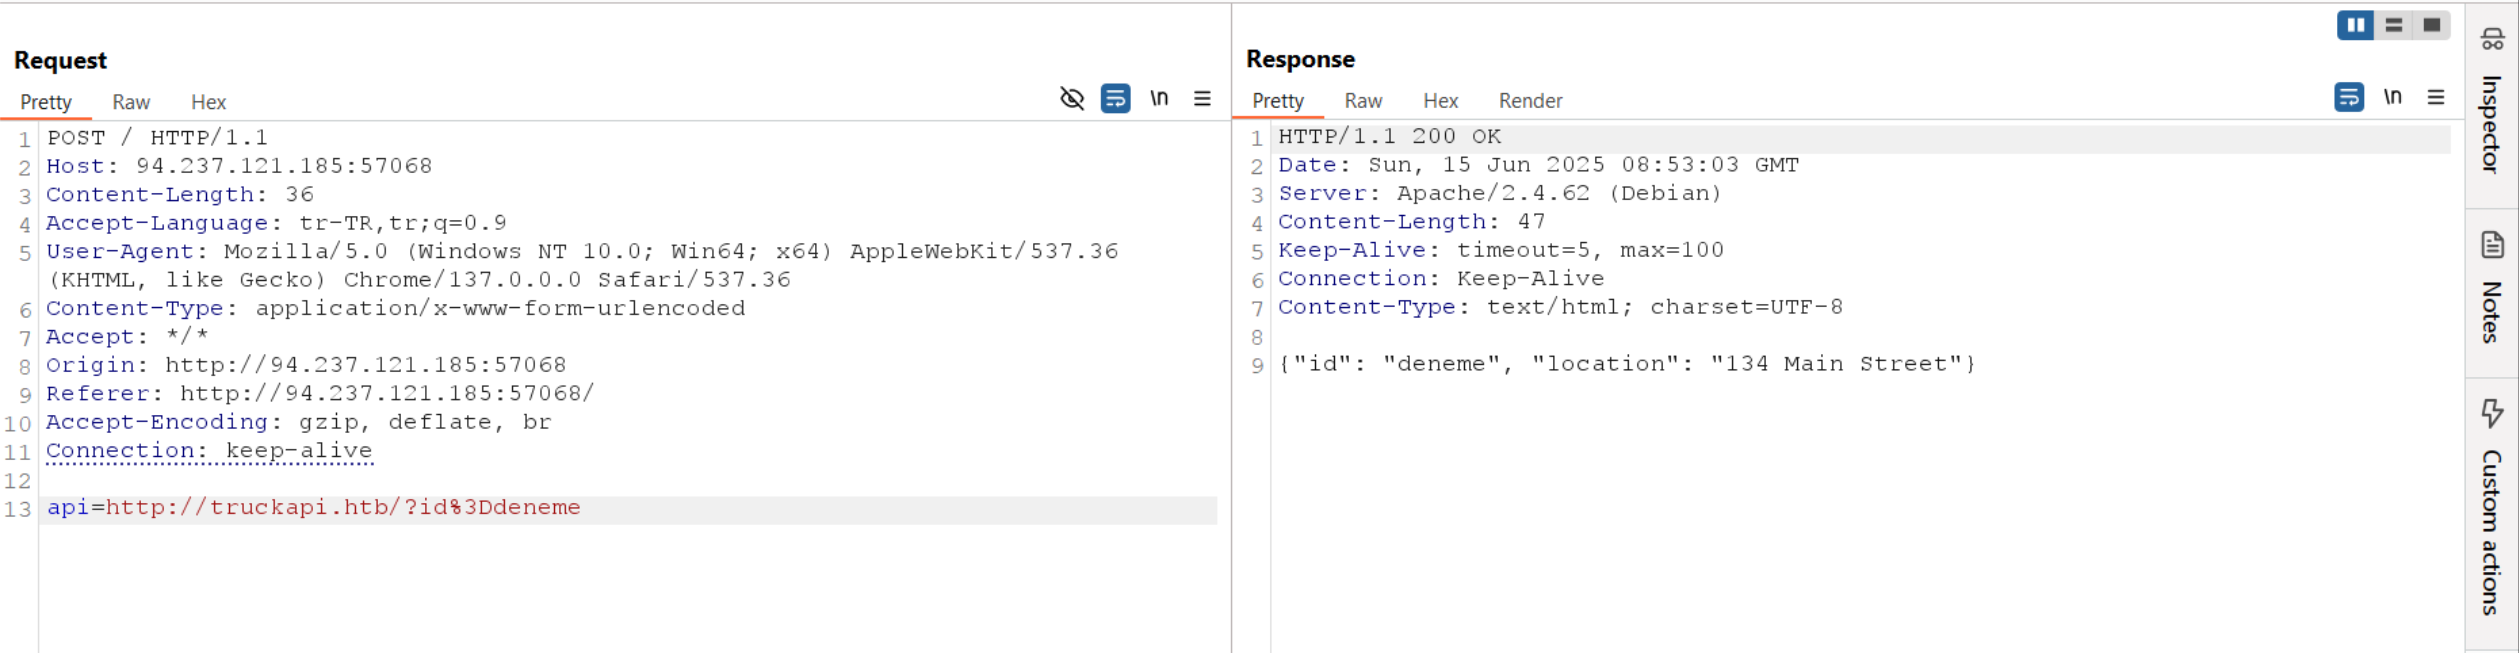 Request
Pretty Raw Hex
\n
1 POST / HTTP/1.1
2 Host: 94.237.121.185:57068
3 Content-Length: 36
4 Accept-Language: tr-TR,tr;q=0.9
5 User-Agent: Mozilla/5.0 (Windows NT 10.0; Win64; x64) AppleWebKit/537.36
(KHTML, like Gecko) Chrome/137.0.0.0 Safari/537.36
6 Content-Type: application/x-www-form-urlencoded
7 Accept: */*
8 Origin: http://94.237.121.185:57068
9 Referer: http://94.237.121.185:57068/
10 Accept-Encoding: gzip, deflate, br
11 Connection: keep-alive
12
13 api=http://truckapi.htb/?id%3Ddeneme
Response
Pretty Raw Hex Render
\n
1 HTTP/1.1 200 OK
2 Date: Sun, 15 Jun 2025 08:53:03 GMT
3 Server: Apache/2.4.62 (Debian)
4 Content-Length: 47
5 Keep-Alive: timeout=5, max=100
6 Connection: Keep-Alive
7 Content-Type: text/html; charset=UTF-8
8
9 {"id": "deneme", "location": "134 Main Street"}
Inspector
Notes
Custom actions